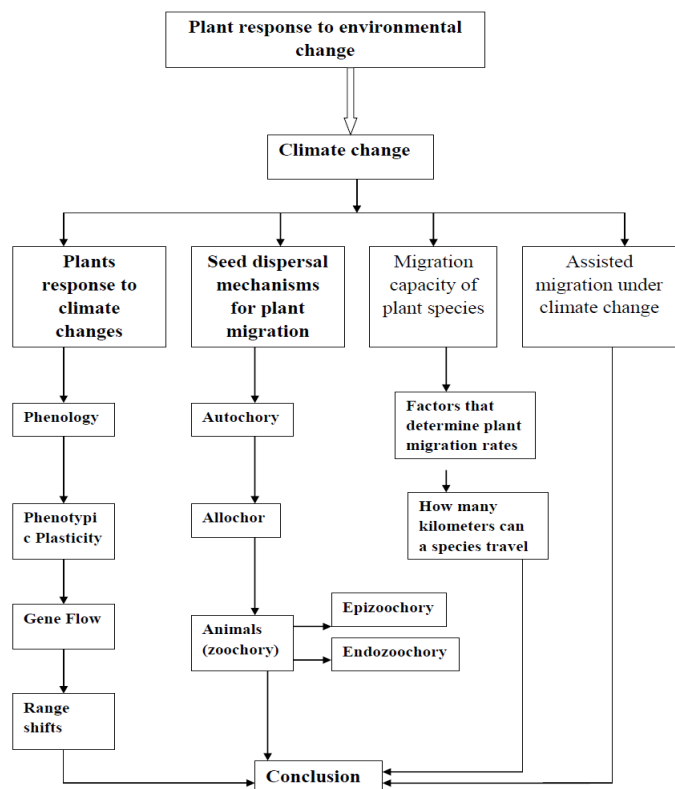 Plant response to environmental
change
Climate change
Plants
response to
climate
changes
Seed dispersal
mechanisms
for plant
migration
Migration
capacity of
plant species
Assisted
migration under
climate change
Phenology
Autochory
Factors that
determine plant
migration rates
Phenotypi
c Plasticity
Allochor
How many
kilometers can
a species travel
Gene Flow
Animals
(zoochory)
Epizoochory
Endozoochory
Range
shifts
Conclusion